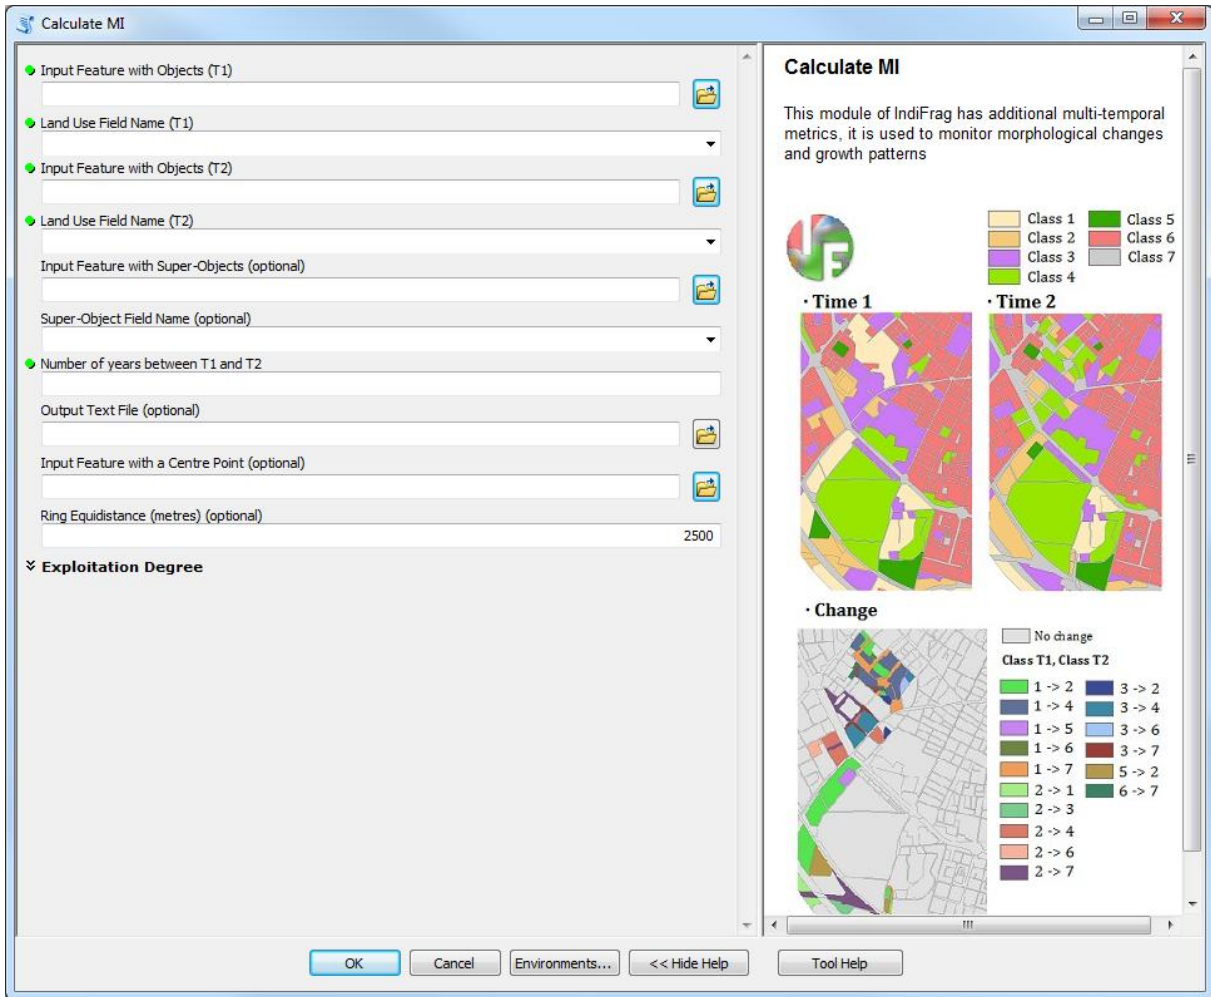 Calculate MI
Input Feature with Objects (T1)
Land Use Field Name (T1)
Input Feature with Objects (T2)
Land Use Field Name (T2)
Input Feature with Super-Objects (optional)
Super-Object Field Name (optional)
Number of years between T1 and T2
Output Text File (optional)
Input Feature with a Centre Point (optional)
Ring Equidistance (metres) (optional)
2500
Exploitation Degree
Calculate MI
This module of IndiFrag has additional multi-temporal
metrics, it is used to monitor morphological changes
and growth patterns
Class 1
Class 2
Class 3
Class 4
Class 5
Class 6
Class 7
· Time 1
· Time 2
· Change
No change
Class T1, Class T2
1 -> 2
1 -> 4
1 -> 5
1 -> 6
1 -> 7
2 -> 1
2 -> 3
2 -> 4
2 -> 6
2 -> 7
3 -> 2
3 -> 4
3 -> 6
3 -> 7
5 -> 2
6 -> 7
OK
Cancel
Environments...
<< Hide Help
Tool Help